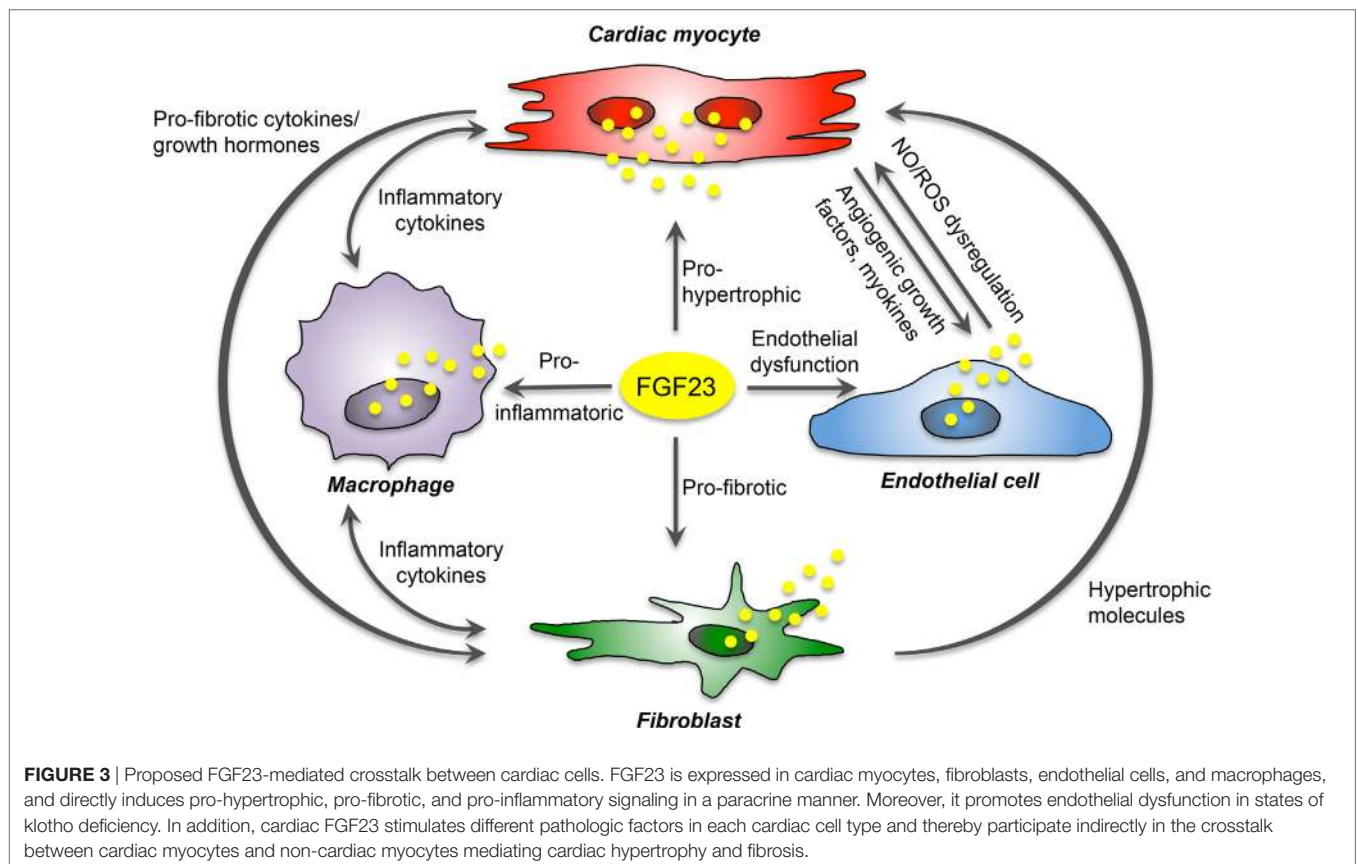 Cardiac myocyte
Pro-fibrotic cytokines/
growth hormones
Inflammatory
cytokines
NO/ROS dysregulation
Angiogenic growth
factors, myokines
Pro-
hypertrophic
Endothelial
dysfunction
Pro-
inflammatoric
FGF23
Macrophage
Endothelial cell
Pro-fibrotic
Inflammatory
cytokines
Hypertrophic
molecules
Fibroblast
FIGURE 3 | Proposed FGF23-mediated crosstalk between cardiac cells. FGF23 is expressed in cardiac myocytes, fibroblasts, endothelial cells, and macrophages,
and directly induces pro-hypertrophic, pro-fibrotic, and pro-inflammatory signaling in a paracrine manner. Moreover, it promotes endothelial dysfunction in states of
klotho deficiency. In addition, cardiac FGF23 stimulates different pathologic factors in each cardiac cell type and thereby participate indirectly in the crosstalk
between cardiac myocytes and non-cardiac myocytes mediating cardiac hypertrophy and fibrosis.